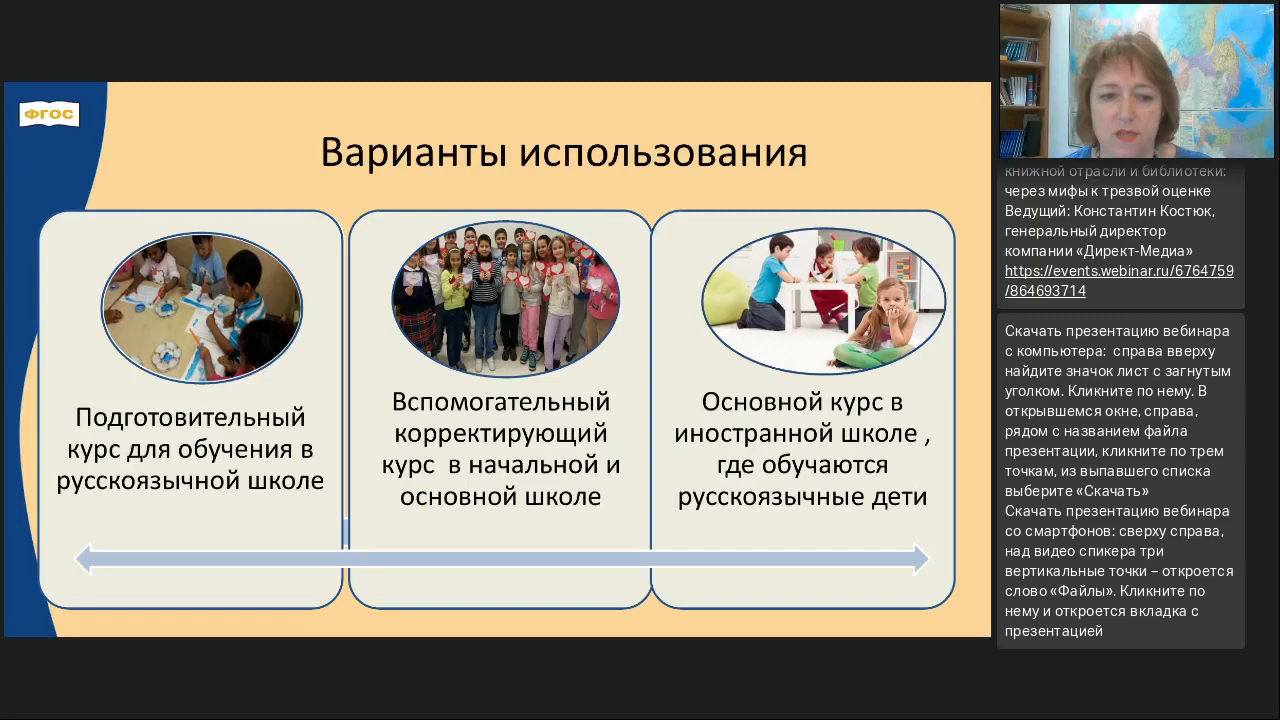 ФГОС
Варианты использования
Подготовительный
курс для обучения в
русскоязычной школе
Вспомогательный
корректирующий
курс в начальной и
основной школе
Основной курс в
иностранной школе ,
где обучаются
русскоязычные дети
книжной отрасли и библиотеки:
через мифы к трезвой оценке
Ведущий: Константин Костюк,
генеральный директор
компании «Директ-Медиа»
https://events.webinar.ru/6764759
/864693714
Скачать презентацию вебинара
с компьютера: справа вверху
найдите значок лист с загнутым
уголком. Кликните по нему. В
открывшемся окне, справа,
рядом с названием файла
презентации, кликните по трем
точкам, из выпавшего списка
выберите «Скачать»
Скачать презентацию вебинара
со смартфонов: сверху справа,
над видео спикера три
вертикальные точки – откроется
слово «Файлы». Кликните по
нему и откроется вкладка с
презентацией